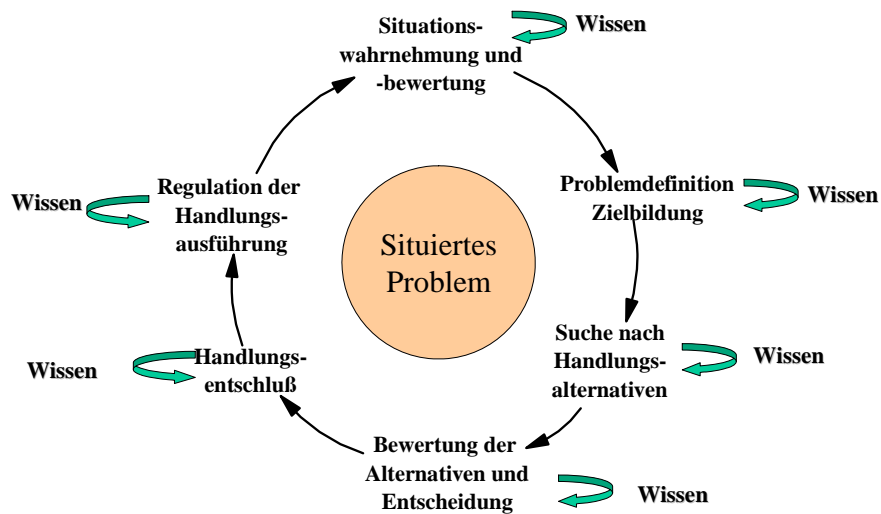 Situations-
wahrnehmung und
-bewertung
Wissen
Problemdefinition
Zielbildung
Wissen
Suche nach
Handlungs-
alternativen
Wissen
Bewertung der
Alternativen und
Entscheidung
Wissen
Handlungs-
entschluß
Wissen
Regulation der
Handlungs-
ausführung
Wissen
Situiertes
Problem